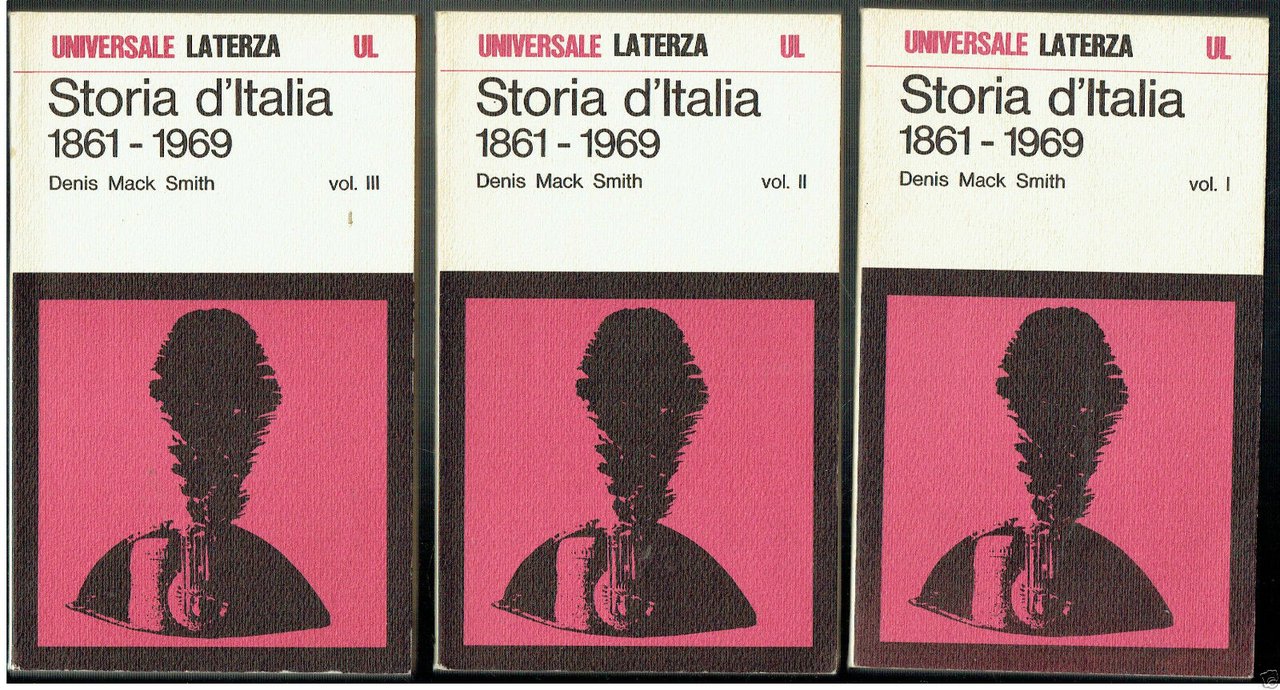 UNIVERSALE LATERZA UL
Storia d'Italia
1861 - 1969
Denis Mack Smith vol. III
UNIVERSALE LATERZA UL
Storia d'Italia
1861 - 1969
Denis Mack Smith vol. II
UNIVERSALE LATERZA UL
Storia d'Italia
1861 - 1969
Denis Mack Smith vol. I